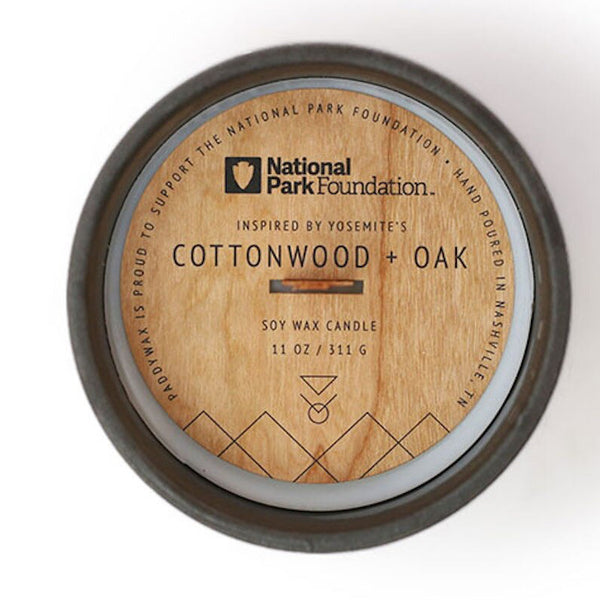 PADDYWAX IS PROUD TO SUPPORT THE NATIONAL PARK FOUNDATION • HAND POURED IN NASHVILLE, TN
National
Park Foundation™
INSPIRED BY YOSEMITE'S
COTTONWOOD + OAK
SOY WAX CANDLE
11 OZ / 311 G